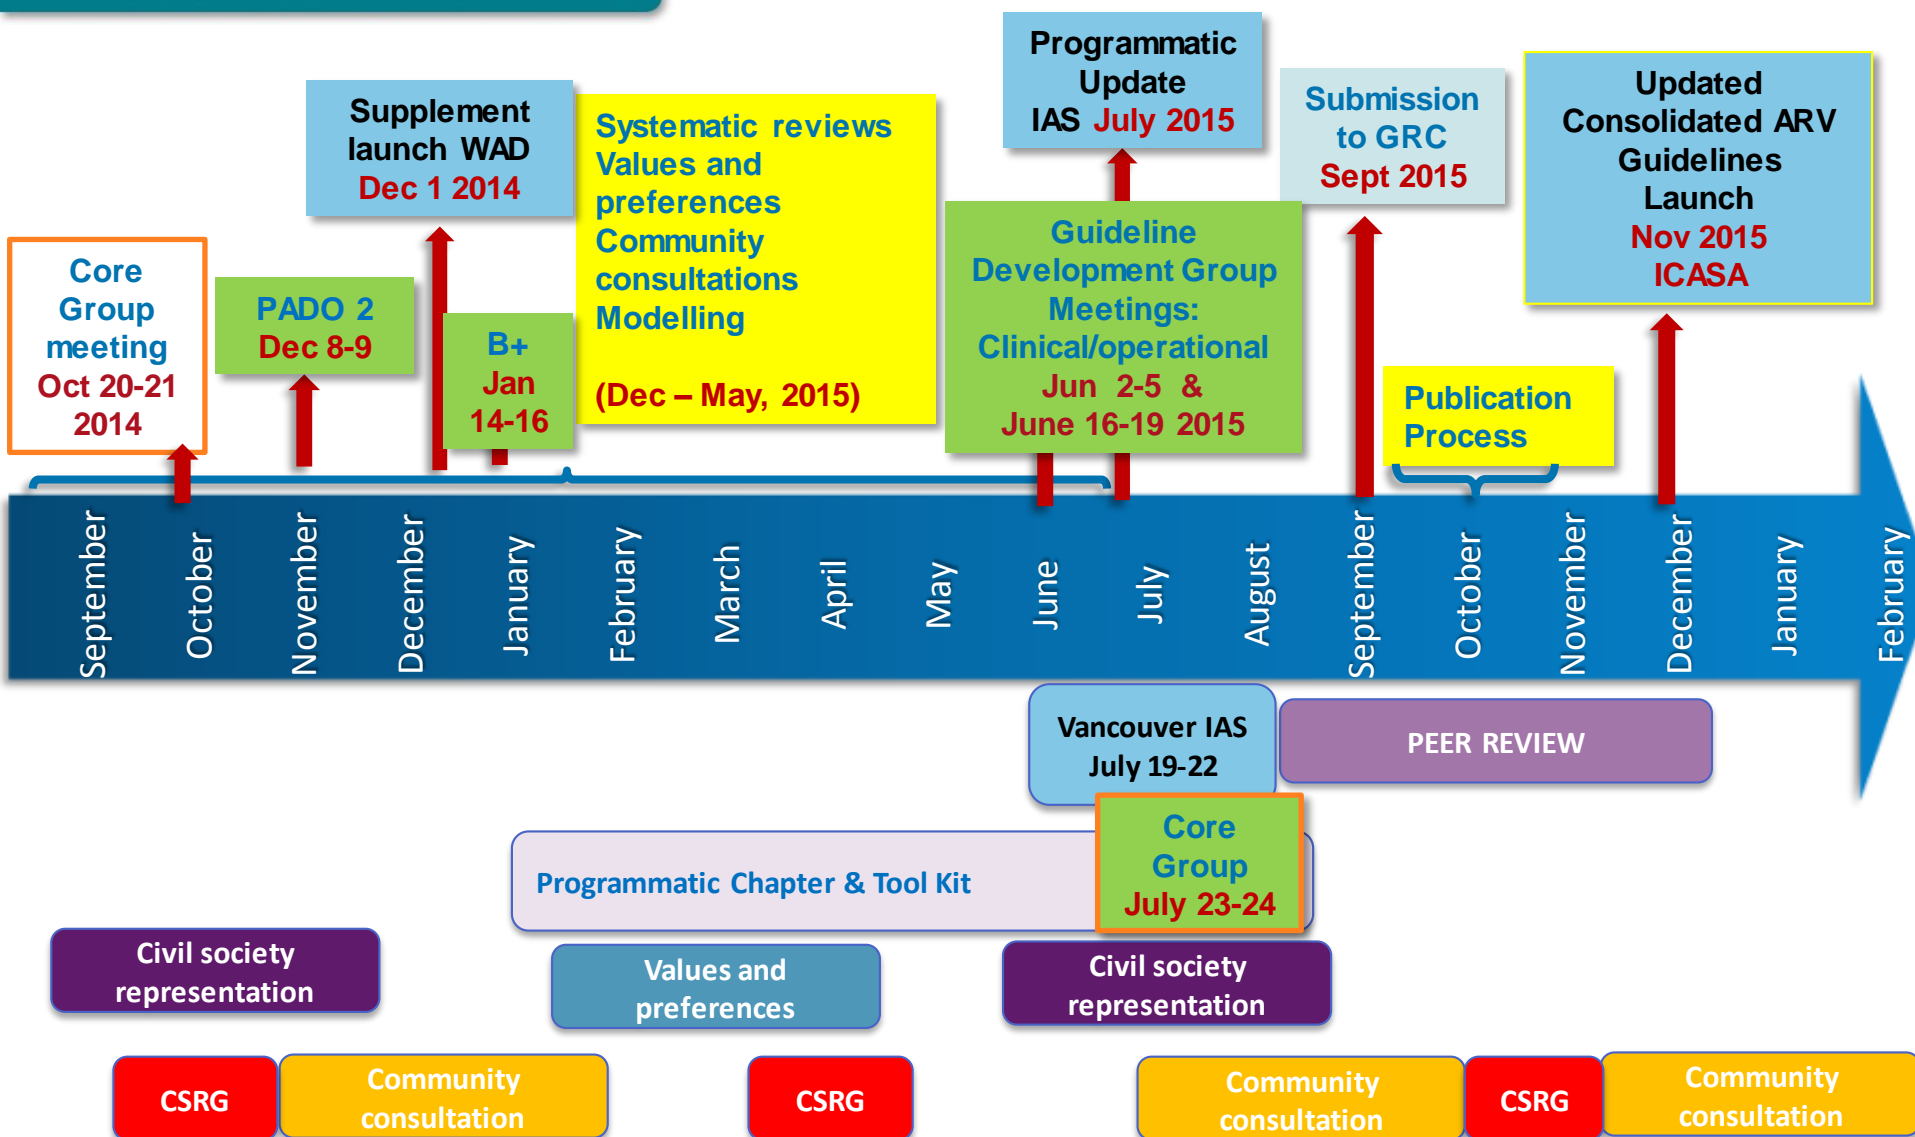 Programmatic
Update
IAS July 2015
Supplement
launch WAD
Dec 1 2014
Systematic reviews
Values and
preferences
Community
consultations
Modelling
(Dec – May, 2015)
Submission
to GRC
Sept 2015
Updated
Consolidated ARV
Guidelines
Launch
Nov 2015
ICASA
Core
Group
meeting
Oct 20-21
2014
PADO 2
Dec 8-9
B+
Jan
14-16
Guideline
Development Group
Meetings:
Clinical/operational
Jun 2-5 &
June 16-19 2015
Publication
Process
September
October
November
December
January
February
March
April
May
June
July
August
September
October
November
December
January
February
Vancouver IAS
July 19-22
PEER REVIEW
Programmatic Chapter & Tool Kit
Core
Group
July 23-24
Civil society
representation
Values and
preferences
Civil society
representation
CSRG
Community
consultation
CSRG
Community
consultation
CSRG
Community
consultation